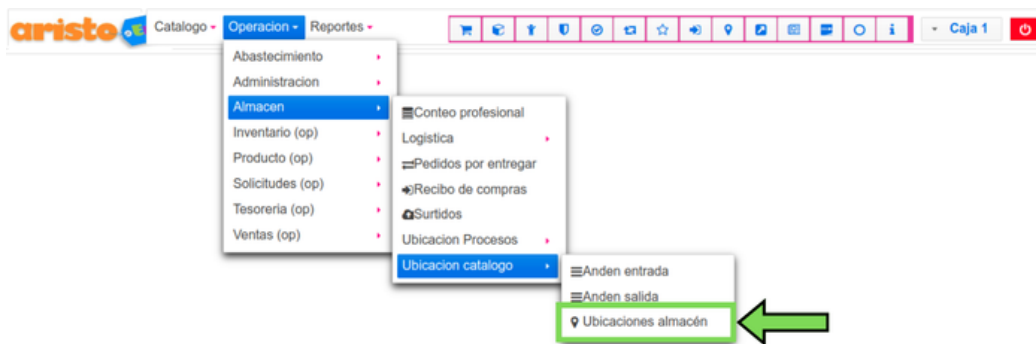 aristo.e Catalogo Operacion Reportes Caja 1
Abastecimiento
Administracion
Almacen
Inventario (op)
Producto (op)
Solicitudes (op)
Tesoreria (op)
Ventas (op)
Conteo profesional
Logistica
Pedidos por entregar
Recibo de compras
Surtidos
Ubicacion Procesos
Ubicacion catalogo
Anden entrada
Anden salida
Ubicaciones almacén